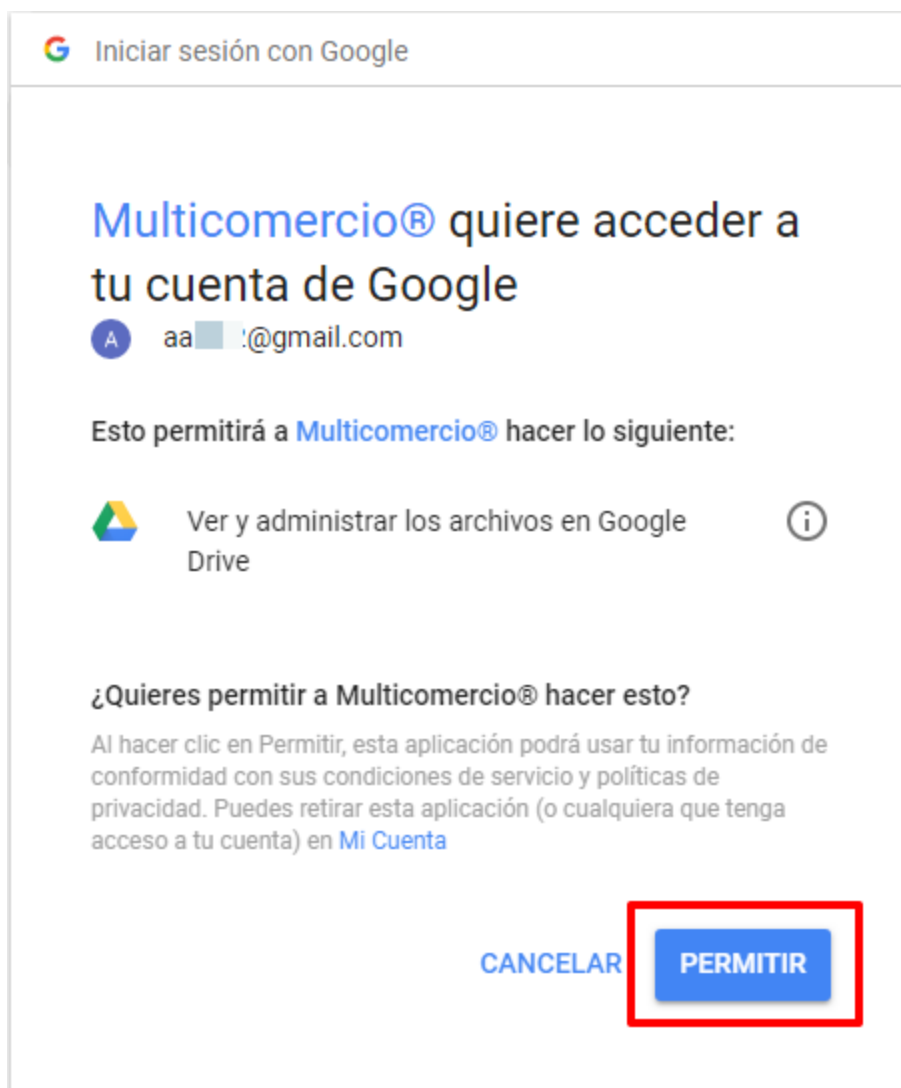 Iniciar sesión con Google
Multicomercio® quiere acceder a
tu cuenta de Google
A aa @gmail.com
Esto permitirá a Multicomercio® hacer lo siguiente:
Ver y administrar los archivos en Google
Drive
¿Quieres permitir a Multicomercio® hacer esto?
Al hacer clic en Permitir, esta aplicación podrá usar tu información de
conformidad con sus condiciones de servicio y políticas de
privacidad. Puedes retirar esta aplicación (o cualquiera que tenga
acceso a tu cuenta) en Mi Cuenta
CANCELAR PERMITIR